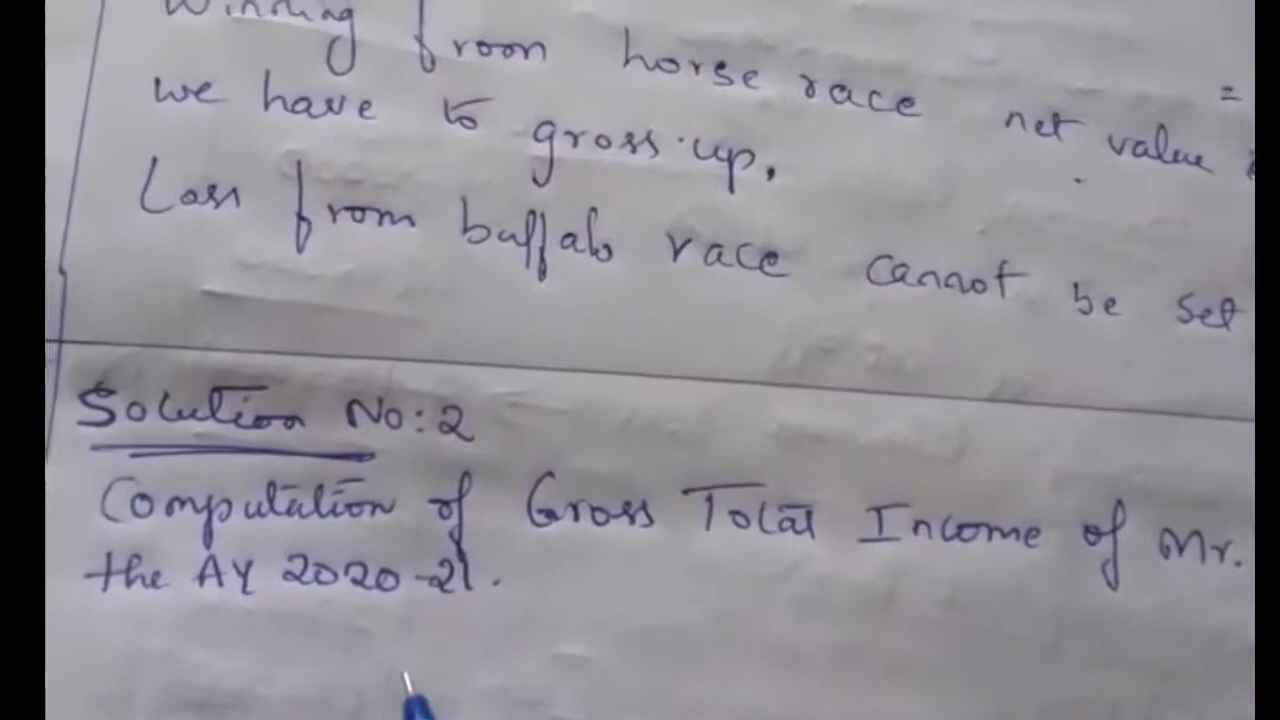 Winning from horse race net value =
we have to gross up.
Loss from buffalo race cannot be set
Solution No:2
Computation of Gross Total Income of Mr.
the AY 2020-21.